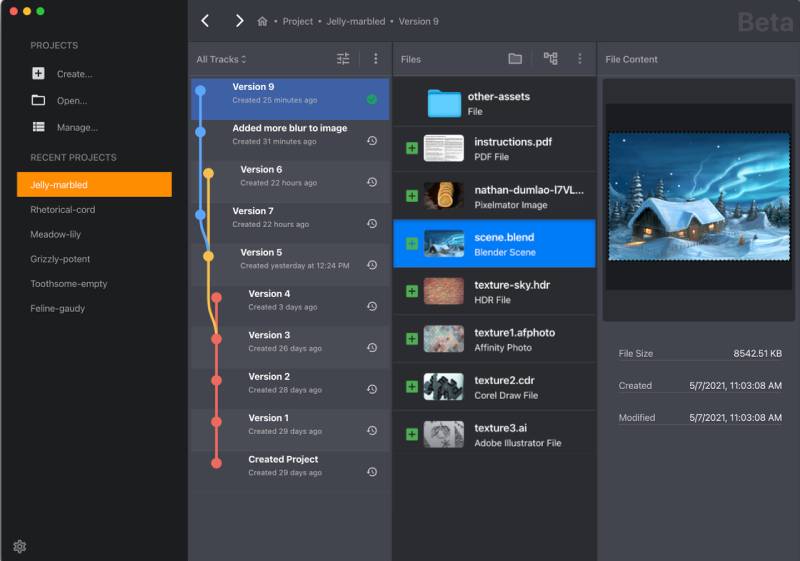 Project • Jelly-marbled • Version 9
Beta
PROJECTS
Create...
Open...
Manage...
RECENT PROJECTS
Jelly-marbled
Rhetorical-cord
Meadow-lily
Grizzly-potent
Toothsome-empty
Feline-gaudy
All Tracks
Version 9
Created 25 minutes ago
Added more blur to image
Created 31 minutes ago
Version 6
Created 22 hours ago
Version 7
Created 22 hours ago
Version 5
Created yesterday at 12:24 PM
Version 4
Created 3 days ago
Version 3
Created 26 days ago
Version 2
Created 28 days ago
Version 1
Created 29 days ago
Created Project
Created 29 days ago
Files
other-assets
File
instructions.pdf
PDF File
nathan-dumlao-l7VL...
Pixelmator Image
scene.blend
Blender Scene
texture-sky.hdr
HDR File
texture1.afphoto
Affinity Photo
texture2.cdr
Corel Draw File
texture3.ai
Adobe Illustrator File
File Content
File Size 8542.51 KB
Created 5/7/2021, 11:03:08 AM
Modified 5/7/2021, 11:03:08 AM